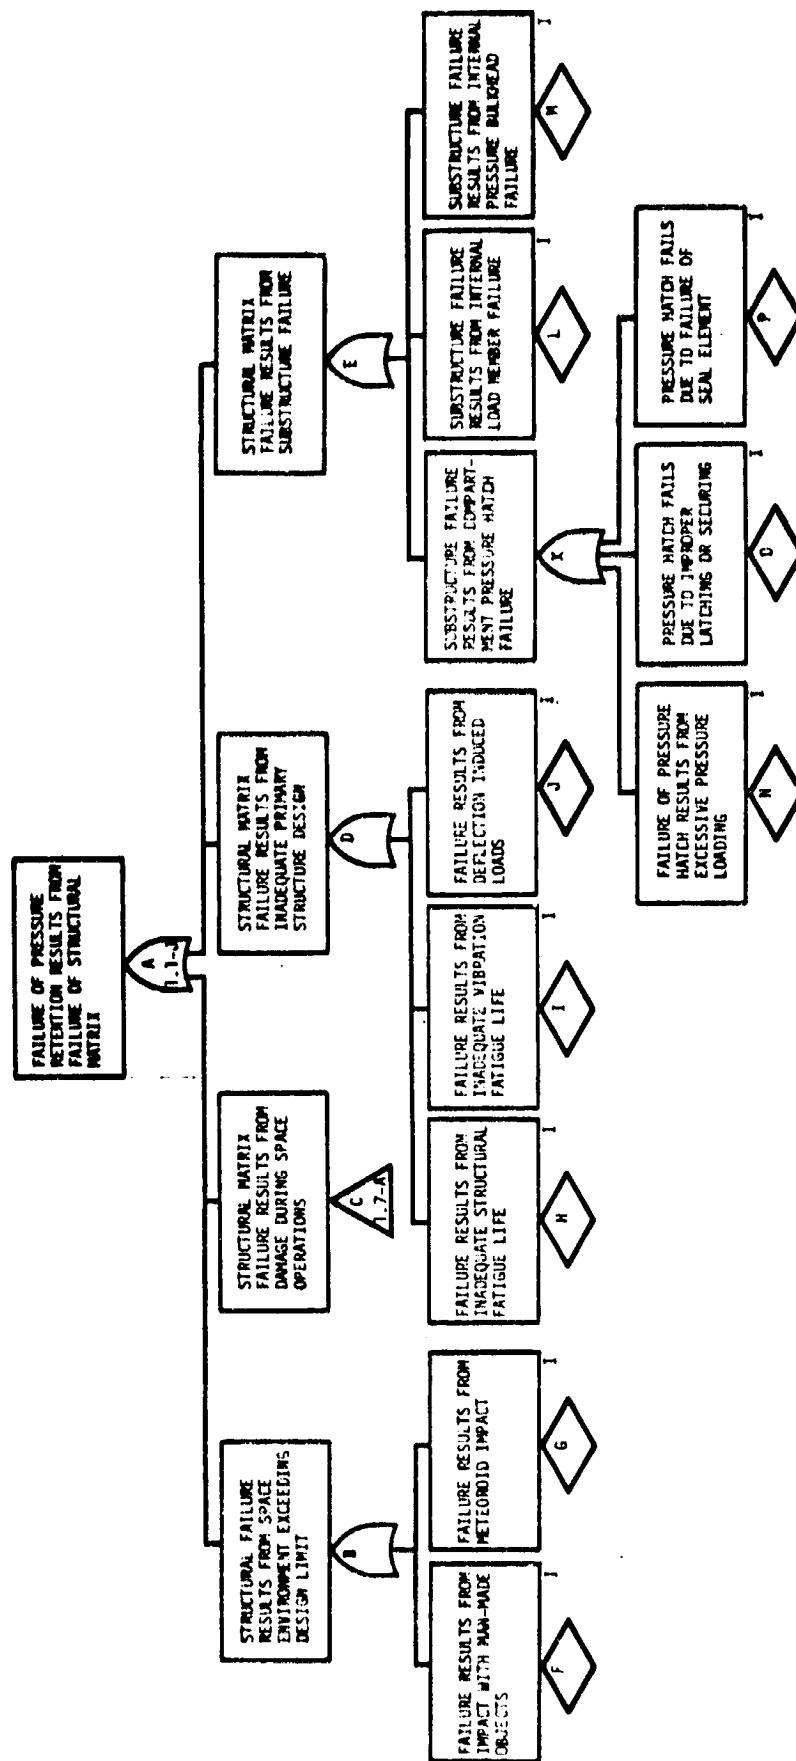 FAILURE OF PRESSURE
RETENTION RESULTS FROM
FAILURE OF STRUCTURAL
MATRIX
A
1.1-J
STRUCTURAL FAILURE
RESULTS FROM SPACE
ENVIRONMENT EXCEEDING
DESIGN LIMIT
B
STRUCTURAL MATRIX
FAILURE RESULTS FROM
DAMAGE DURING SPACE
OPERATIONS
C
1.7-A
STRUCTURAL MATRIX
FAILURE RESULTS FROM
INADEQUATE PRIMARY
STRUCTURE DESIGN
D
STRUCTURAL MATRIX
FAILURE RESULTS FROM
SUBSTRUCTURE FAILURE
E
FAILURE RESULTS FROM
IMPACT WITH MAN-MADE
OBJECTS
I
F
FAILURE RESULTS FROM
METEOROID IMPACT
I
G
FAILURE RESULTS FROM
INADEQUATE STRUCTURAL
FATIGUE LIFE
I
H
FAILURE RESULTS FROM
INADEQUATE VIBRATION
FATIGUE LIFE
I
I
FAILURE RESULTS FROM
DEFLECTION INDUCED
LOADS
I
J
SUBSTRUCTURE FAILURE
RESULTS FROM COMPART-
MENT PRESSURE HATCH
FAILURE
K
SUBSTRUCTURE FAILURE
RESULTS FROM INTERNAL
LOAD MEMBER FAILURE
I
L
SUBSTRUCTURE FAILURE
RESULTS FROM INTERNAL
PRESSURE BULKHEAD
FAILURE
I
M
FAILURE OF PRESSURE
HATCH RESULTS FROM
EXCESSIVE PRESSURE
LOADING
I
N
PRESSURE HATCH FAILS
DUE TO IMPROPER
LATCHING OR SECURING
I
O
PRESSURE HATCH FAILS
DUE TO FAILURE OF
SEAL ELEMENT
I
P